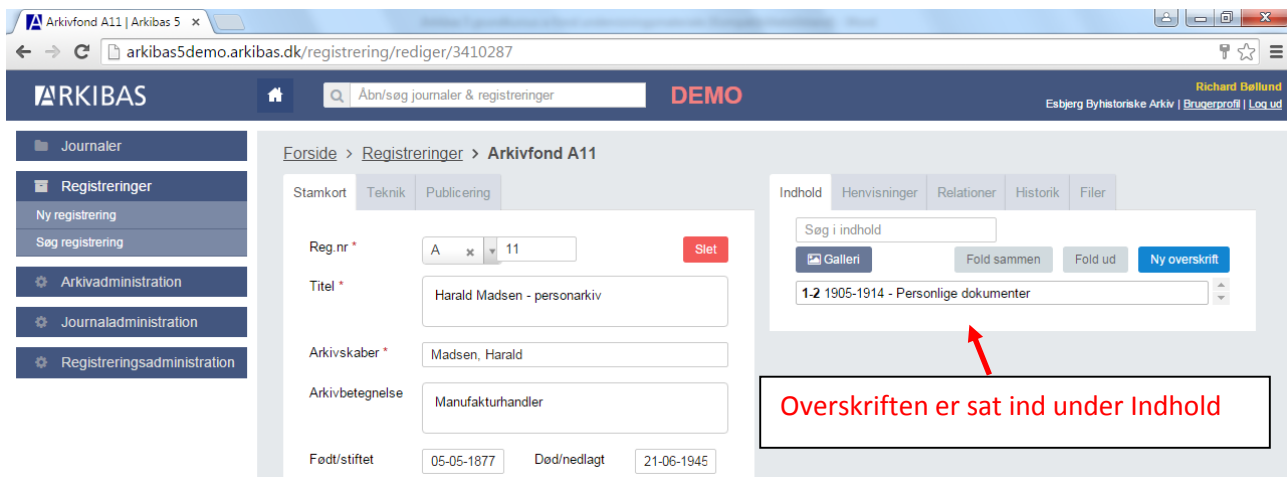 Arkivfond A11 | Arkibas 5 ×
arkibas5demo.arkibas.dk/registrering/rediger/3410287
ARKIBAS
Åbn/søg journaler & registreringer
DEMO
Richard Bøllund
Esbjerg Byhistoriske Arkiv | Brugerprofil | Log ud
Journaler
Registreringer
Ny registrering
Søg registrering
Arkivadministration
Journaladministration
Registreringsadministration
Forside > Registreringer > Arkivfond A11
Stamkort Teknik Publicering
Reg.nr * A × 11 Slet
Titel * Harald Madsen - personarkiv
Arkivskaber * Madsen, Harald
Arkivbetegnelse Manufakturhandler
Født/stiftet 05-05-1877 Død/nedlagt 21-06-1945
Indhold Henvisninger Relationer Historik Filer
Søg i indhold
Galleri Fold sammen Fold ud Ny overskrift
1-2 1905-1914 - Personlige dokumenter
Overskriften er sat ind under Indhold